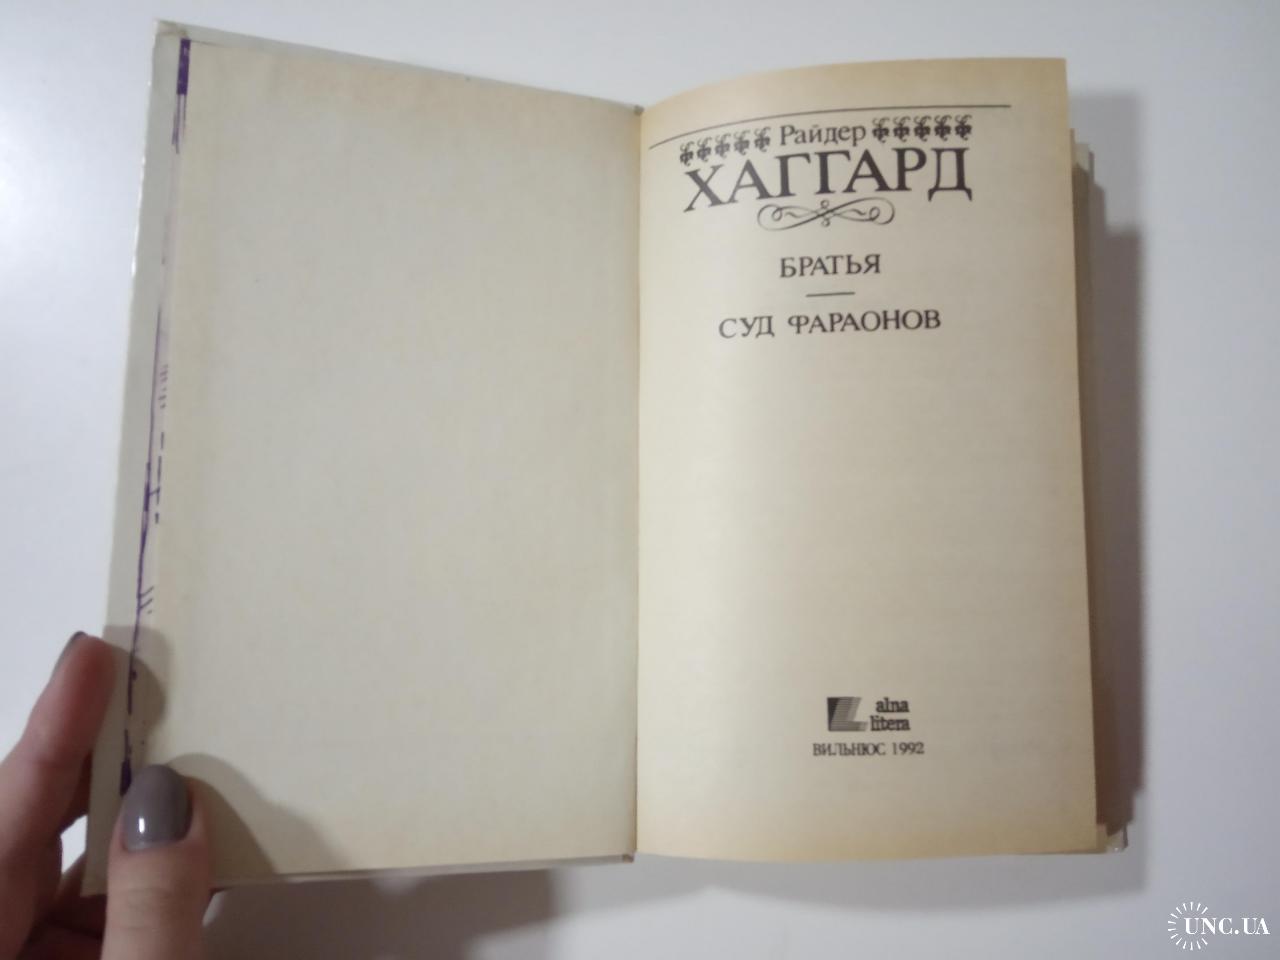 Райдер
ХАГГАРД
БРАТЬЯ
СУД ФАРАОНОВ
alna
litera
ВИЛЬНЮС 1992
UNC.UA